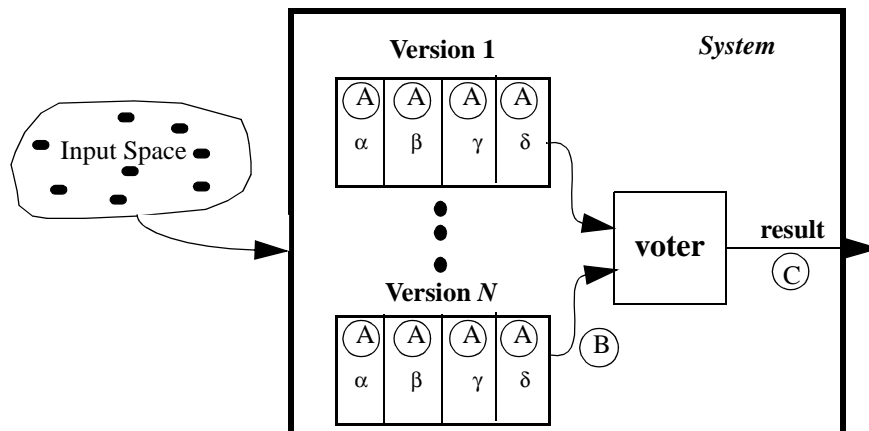 System
Version 1
A A A A
α β γ δ
Input Space
voter
result
C
Version N
A A A A
B
α β γ δ